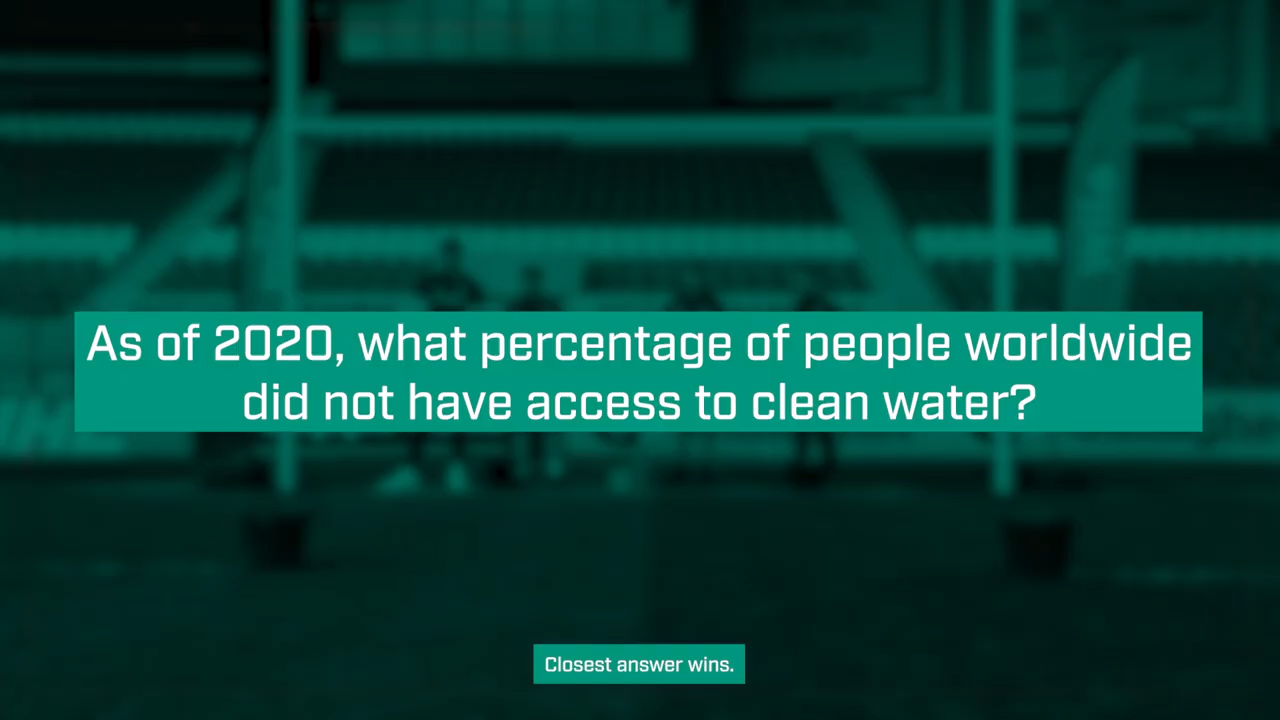 As of 2020, what percentage of people worldwide
did not have access to clean water?
Closest answer wins.